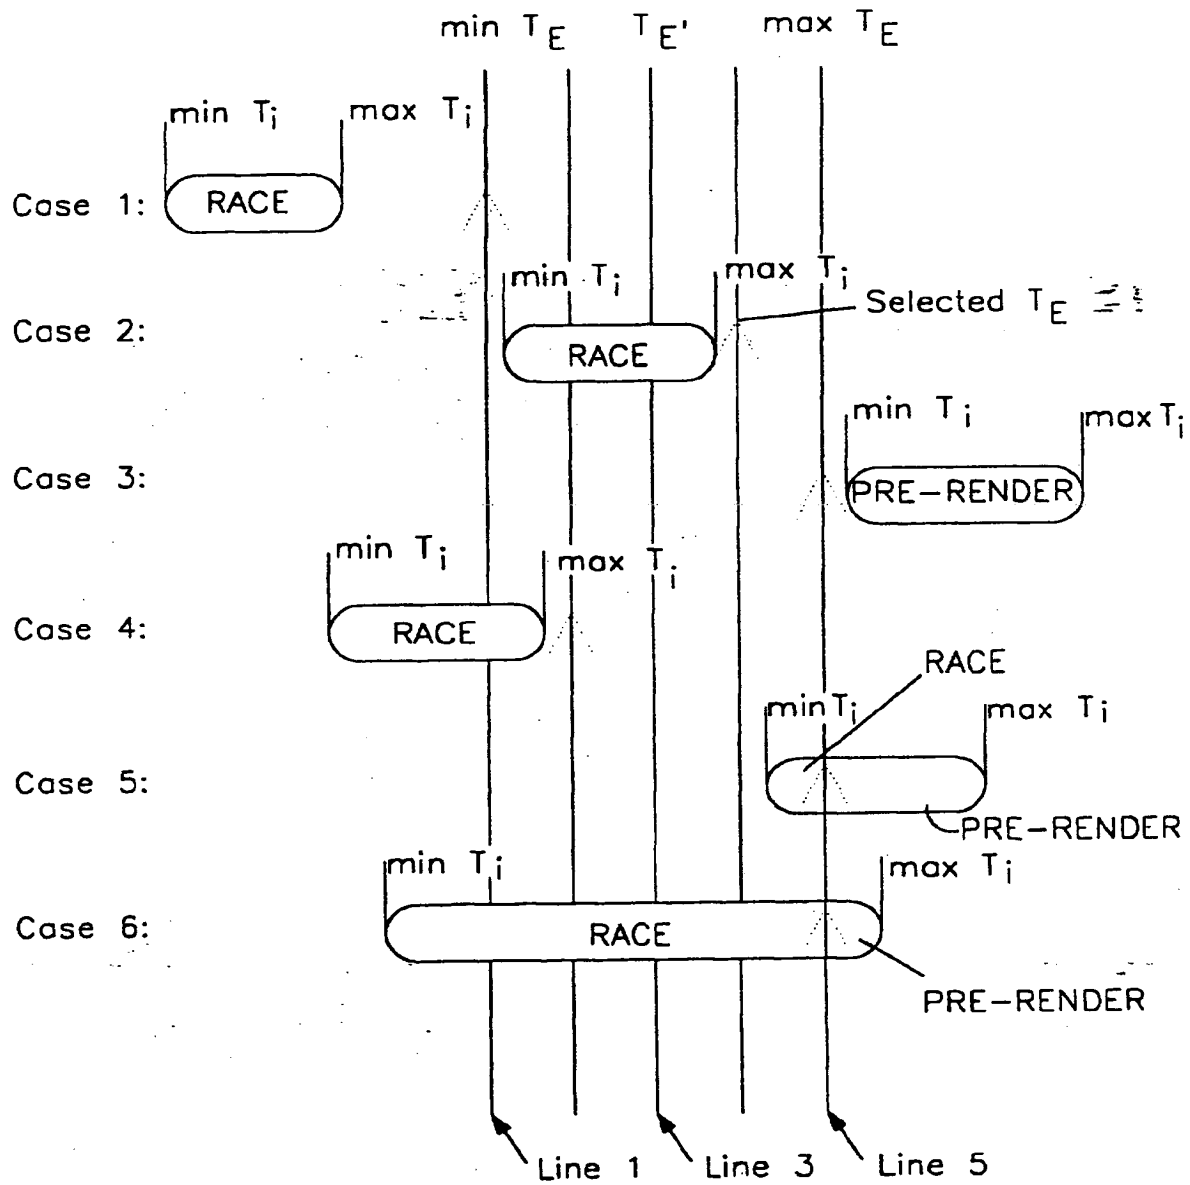 min T_E T_E' max T_E
min T_i max T_i
Case 1: RACE
min T_i max T_i
Selected T_E
Case 2: RACE
min T_i max T_i
Case 3: PRE-RENDER
min T_i max T_i
Case 4: RACE
RACE
min T_i max T_i
Case 5:
PRE-RENDER
min T_i max T_i
Case 6: RACE
PRE-RENDER
Line 1 Line 3 Line 5